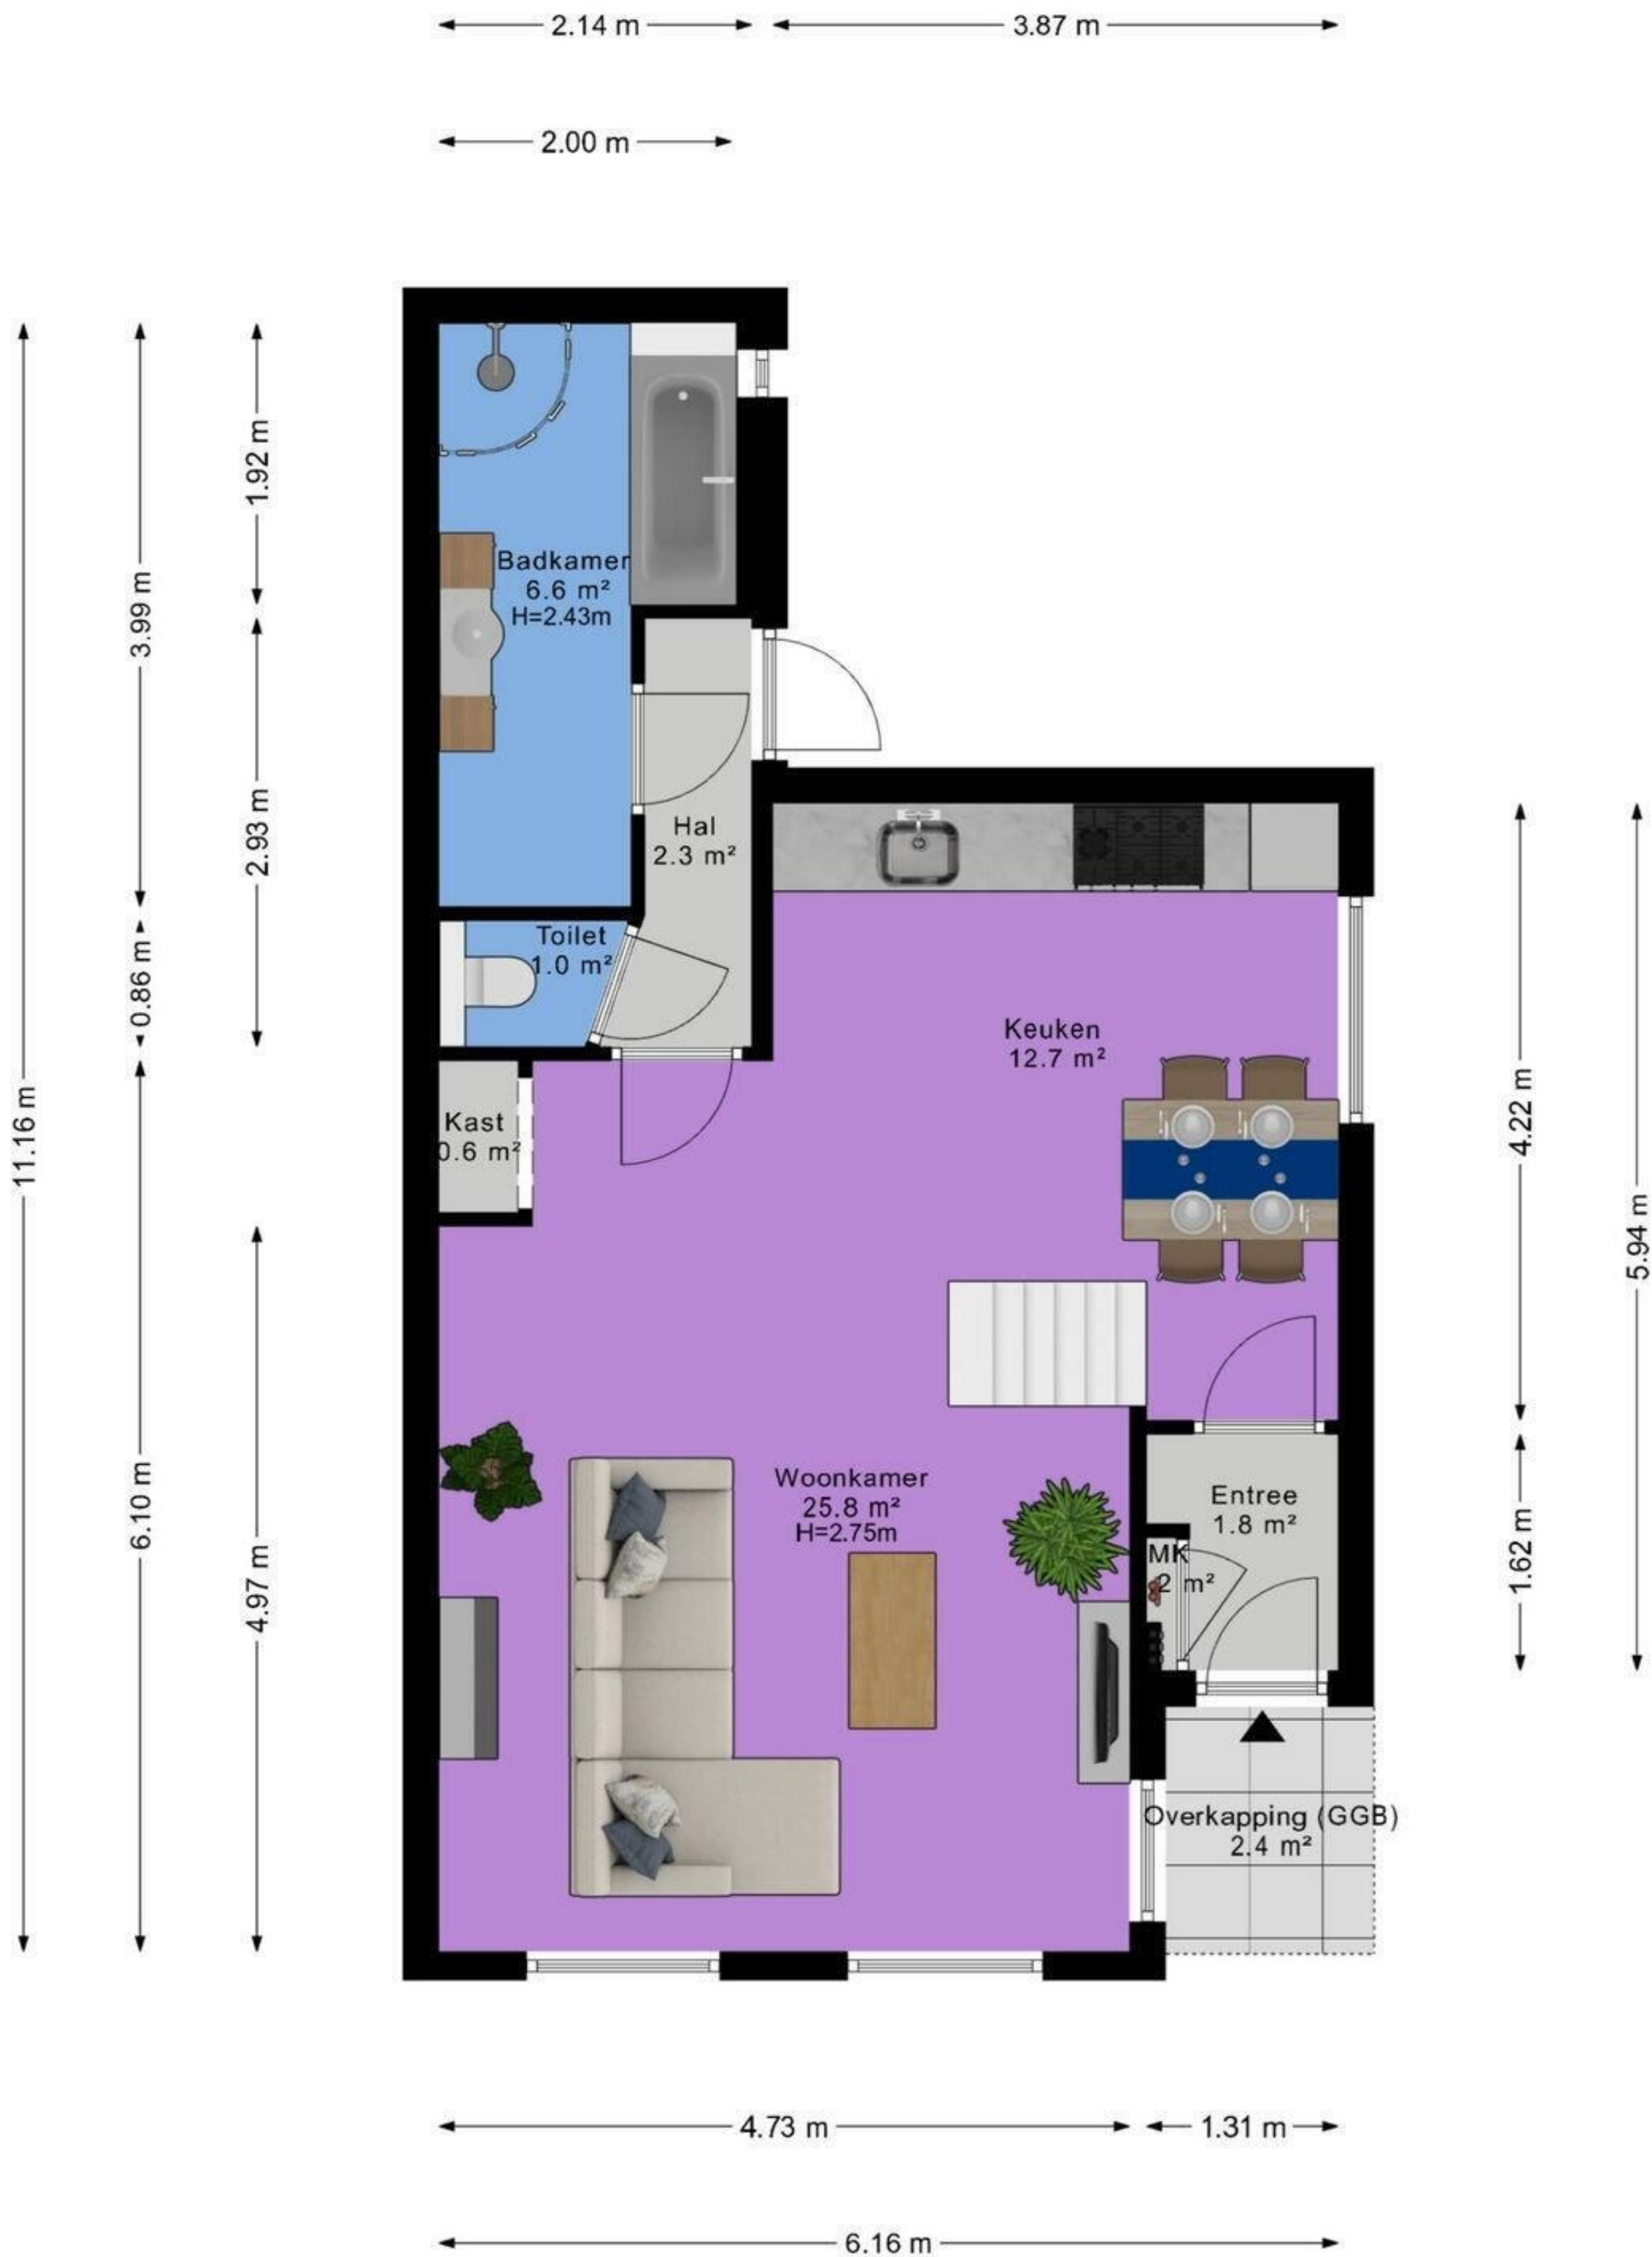 2.14 m
3.87 m
2.00 m
1.92 m
3.99 m
2.93 m
0.86 m
11.16 m
6.10 m
4.97 m
Badkamer
6.6 m²
H=2.43m
Hal
2.3 m²
Toilet
1.0 m²
Keuken
12.7 m²
Kast
0.6 m²
4.22 m
5.94 m
1.62 m
Woonkamer
25.8 m²
H=2.75m
Entree
1.8 m²
MK
2 m²
Overkapping (GGB)
2.4 m²
4.73 m
1.31 m
6.16 m